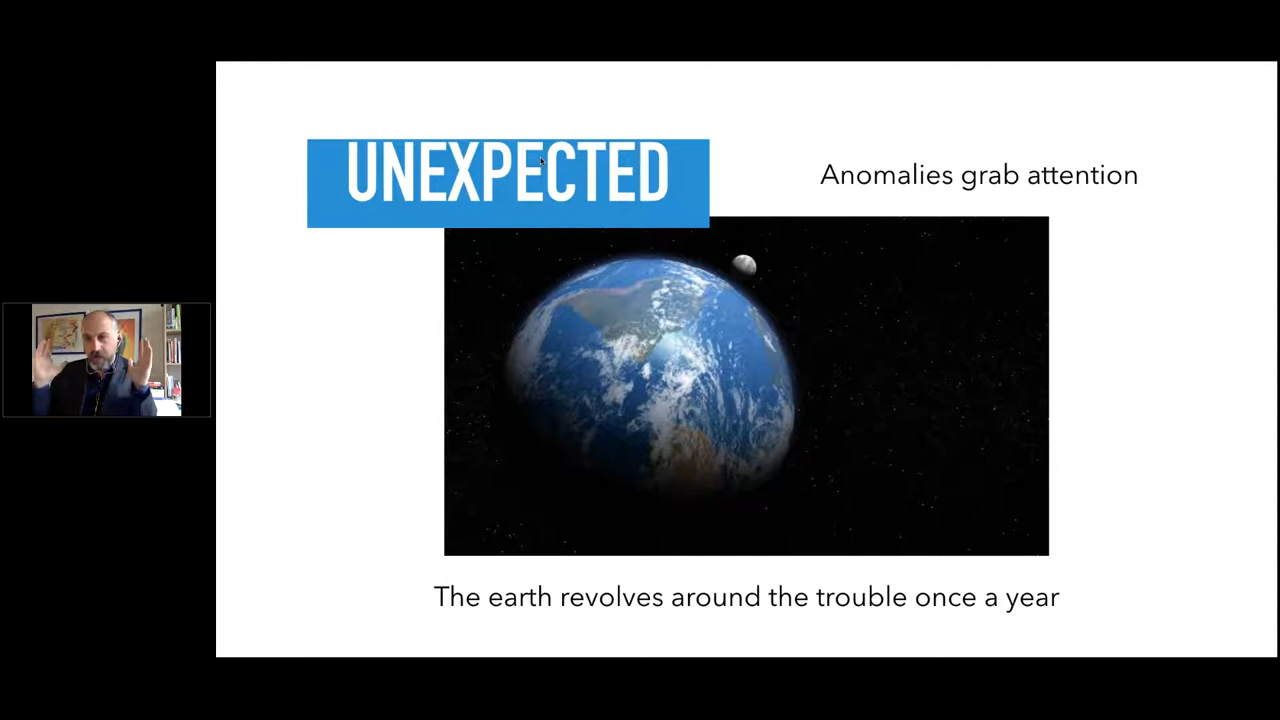 UNEXPECTED
Anomalies grab attention
The earth revolves around the trouble once a year